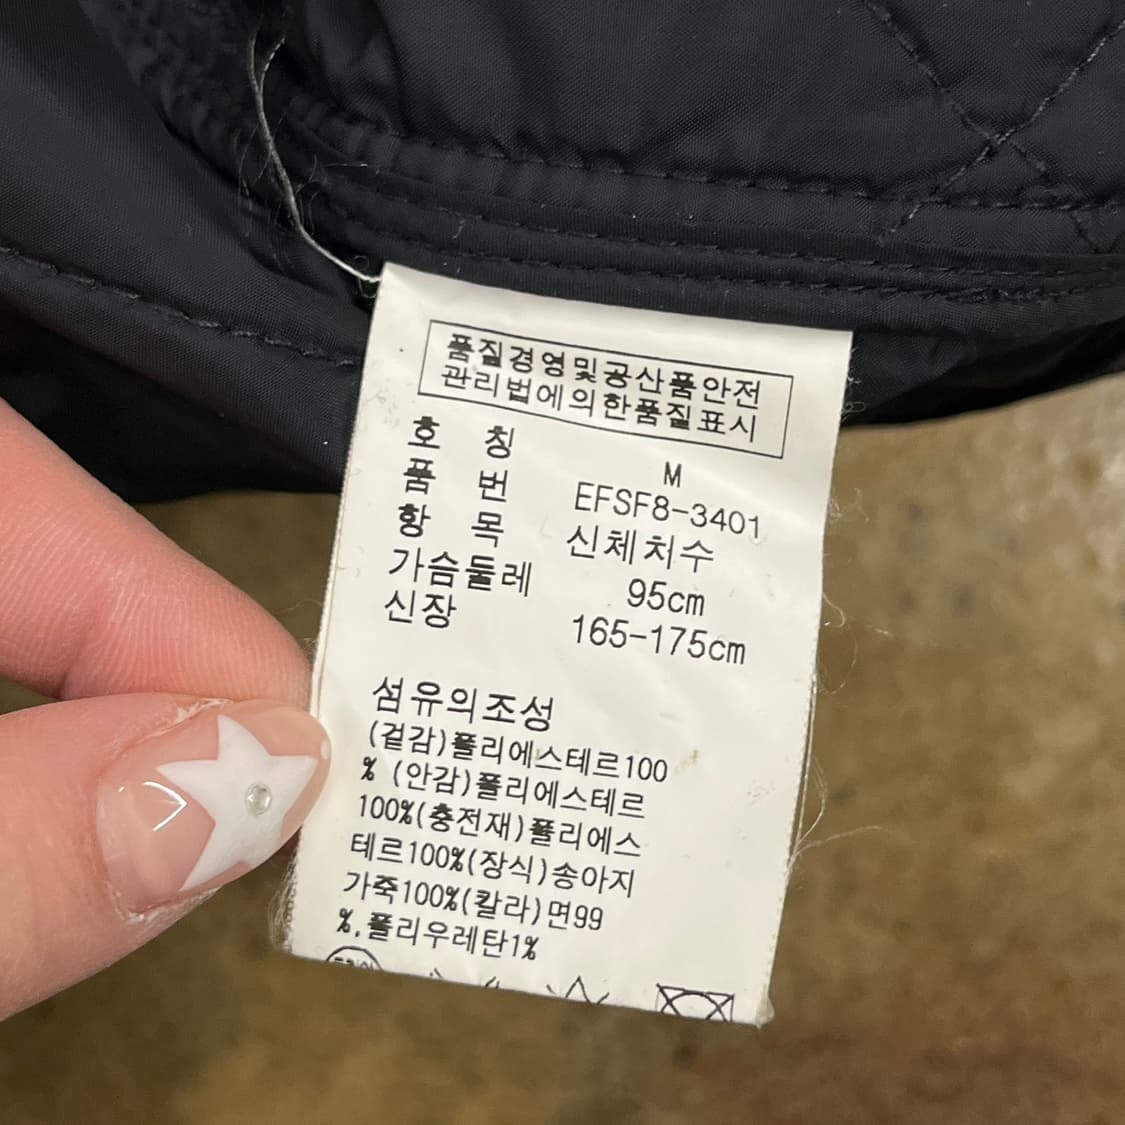 품질경영및공산품안전
관리법에의한품질표시
호 칭 M
품 번 EFSF8-3401
항 목 신체처수
가슴둘레 95cm
신장 165-175cm
섬유의조성
(겉감)폴리에스테르100
% (안감)폴리에스테르
100%(충전재)폴리에스
테르100%(장식)송아지
가죽100%(칼라)면99
%.폴리우레탄1%